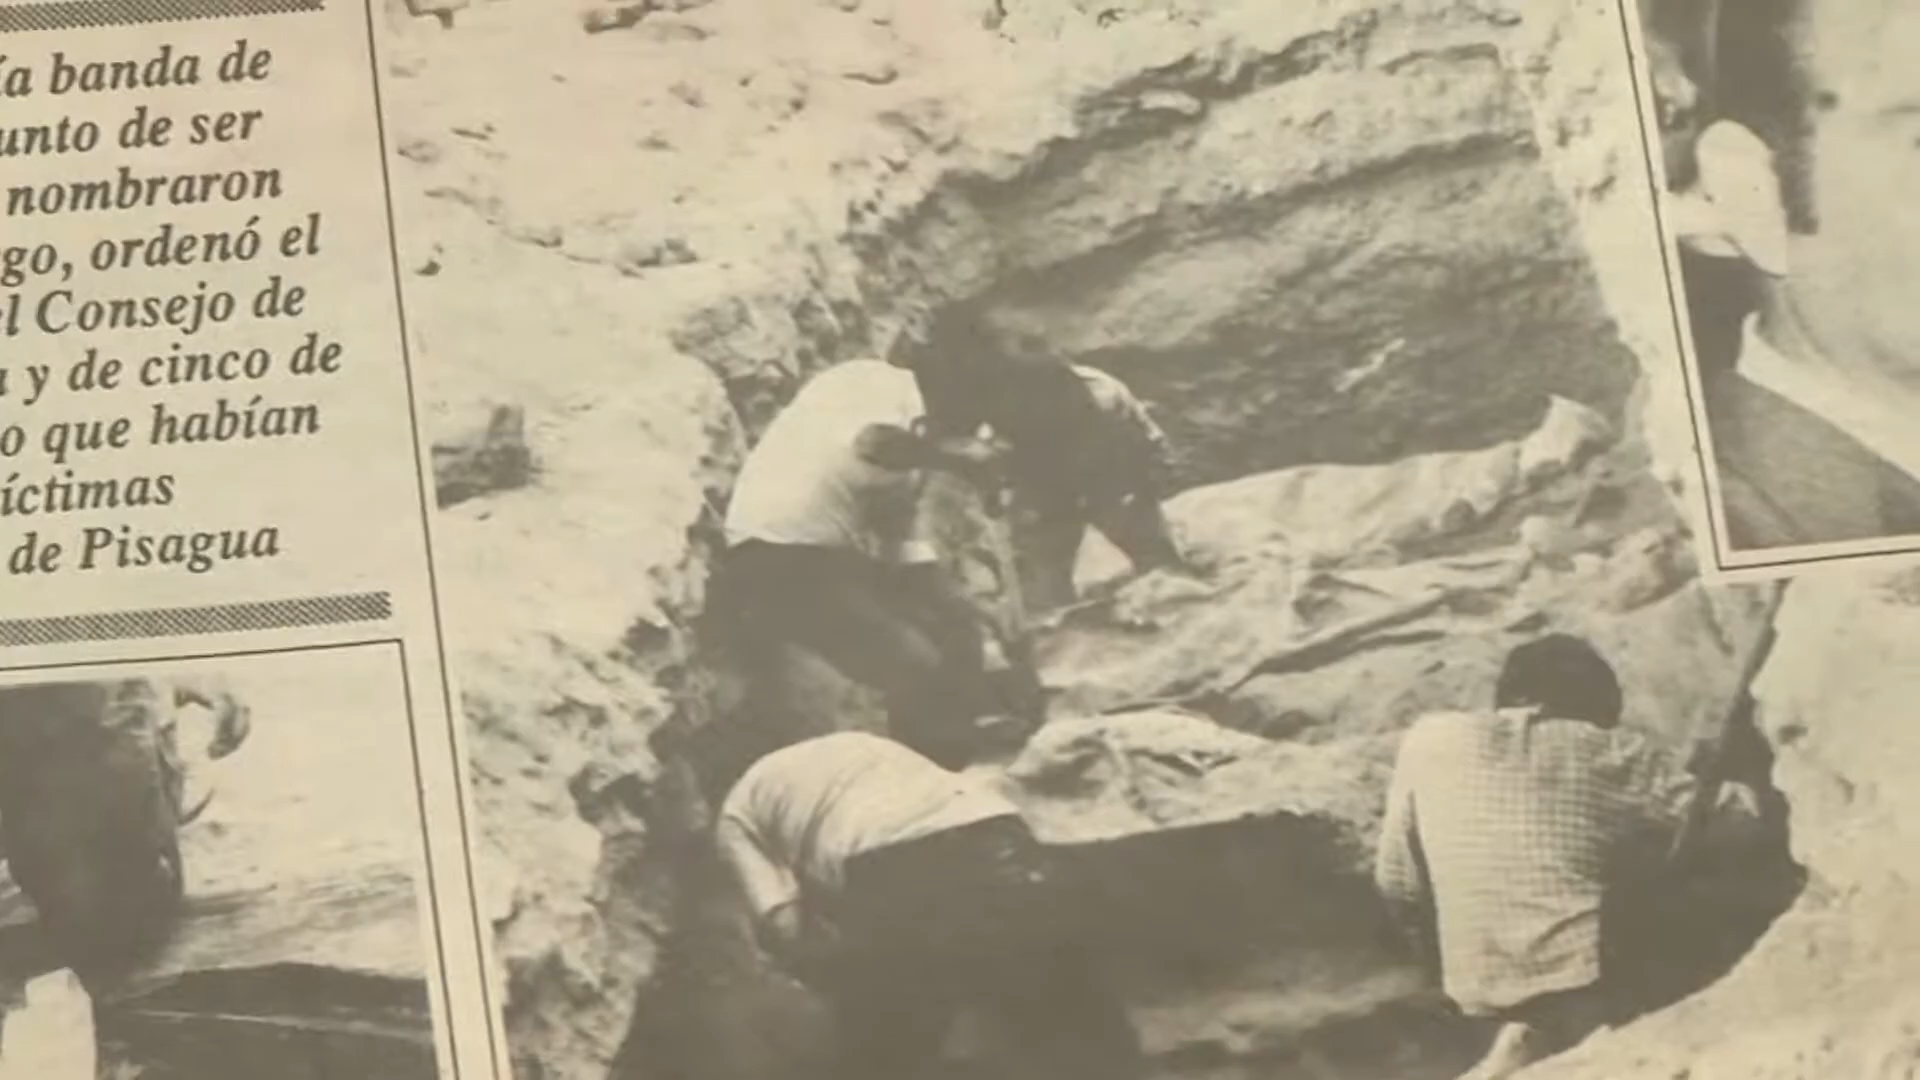 ía banda de
unto de ser
nombraron
go, ordenó el
el Consejo de
a y de cinco de
o que habían
íctimas
de Pisagua